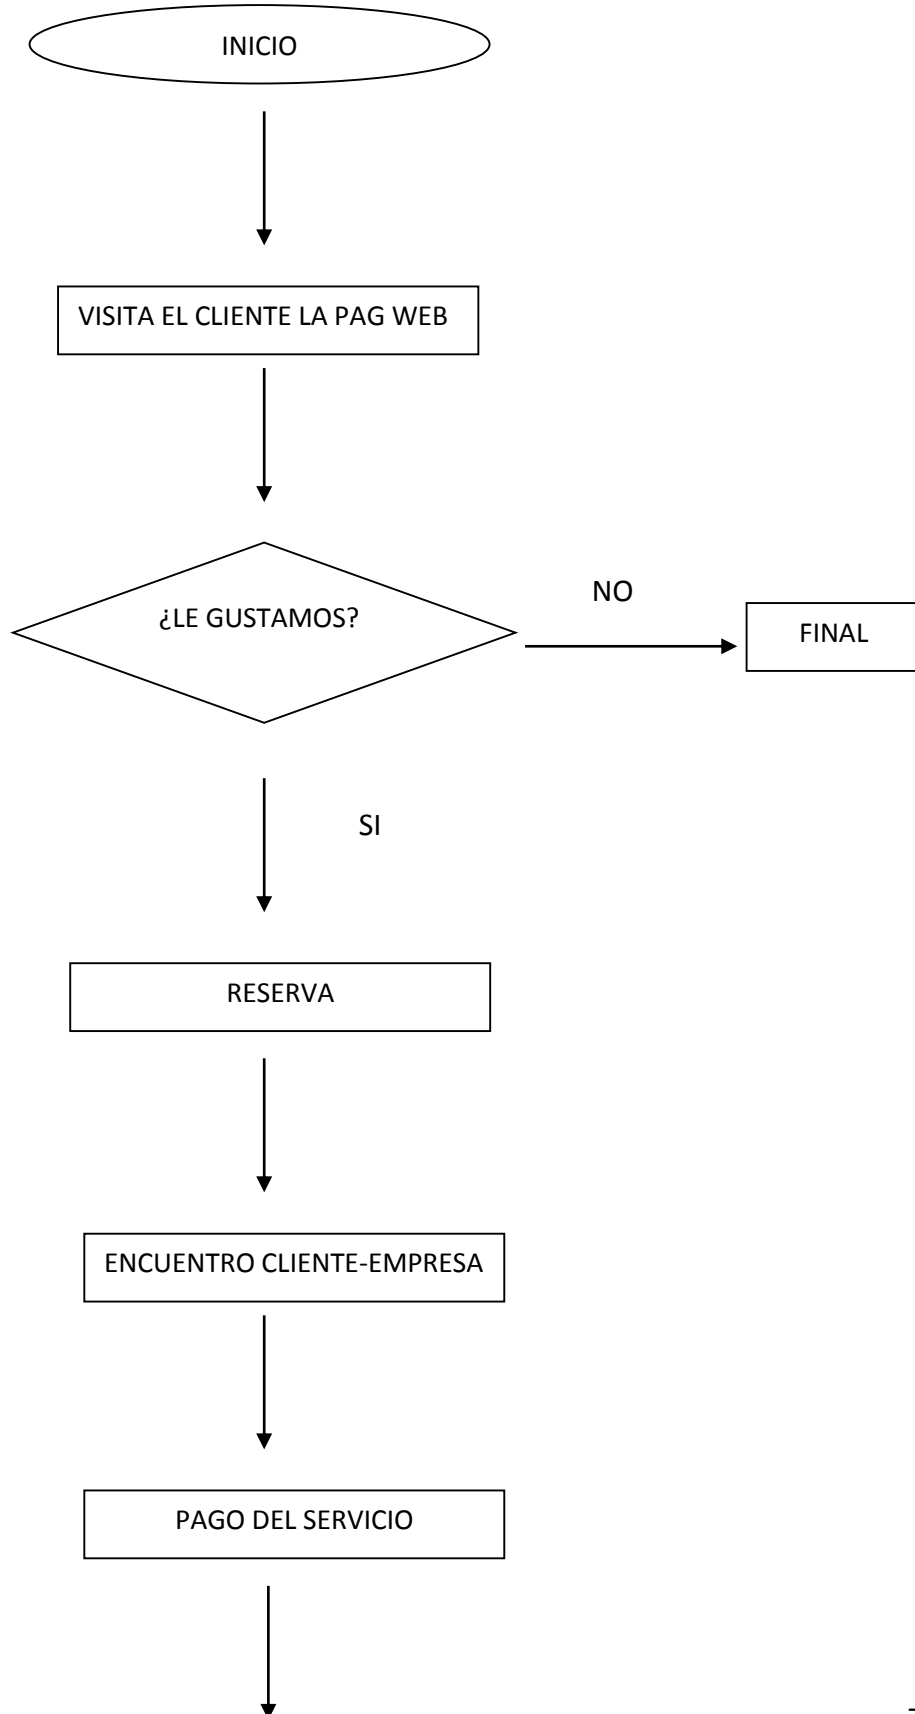 INICIO
VISITA EL CLIENTE LA PAG WEB
¿LE GUSTAMOS?
NO
FINAL
SI
RESERVA
ENCUENTRO CLIENTE-EMPRESA
PAGO DEL SERVICIO